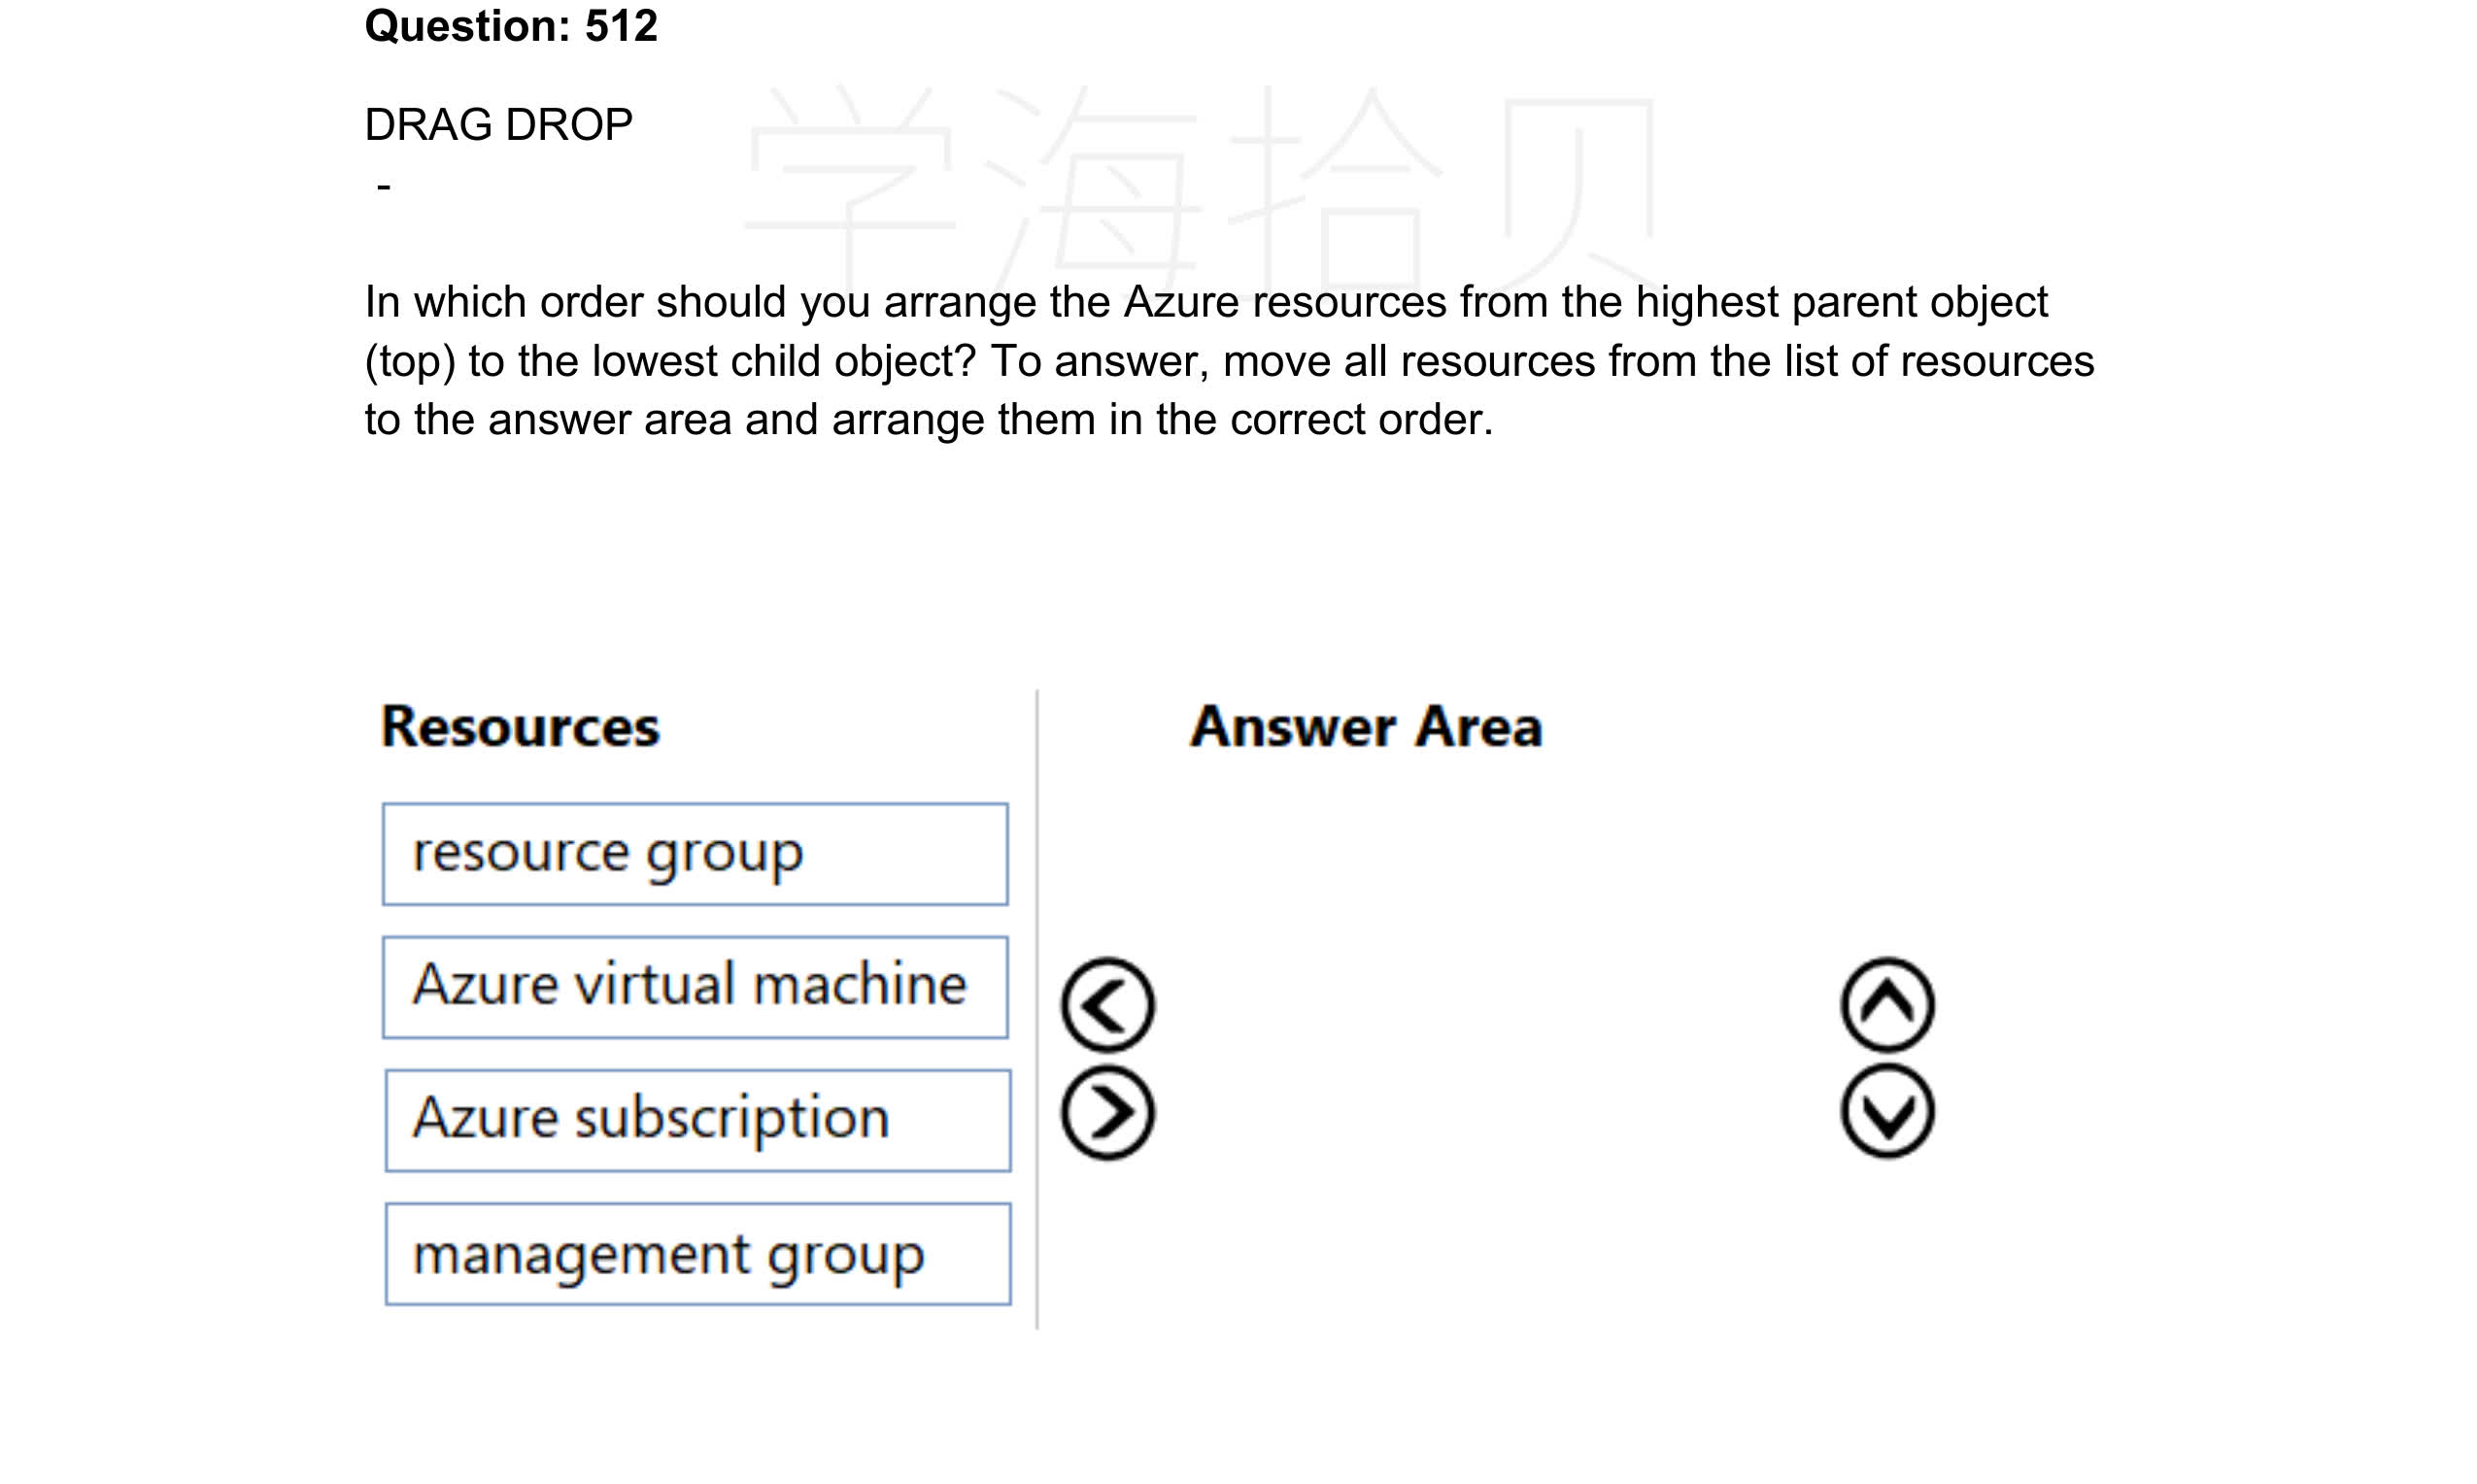 Question: 512
DRAG DROP
-
学海拾贝
In which order should you arrange the Azure resources from the highest parent object
(top) to the lowest child object? To answer, move all resources from the list of resources
to the answer area and arrange them in the correct order.
Resources
Answer Area
resource group
Azure virtual machine
Azure subscription
management group